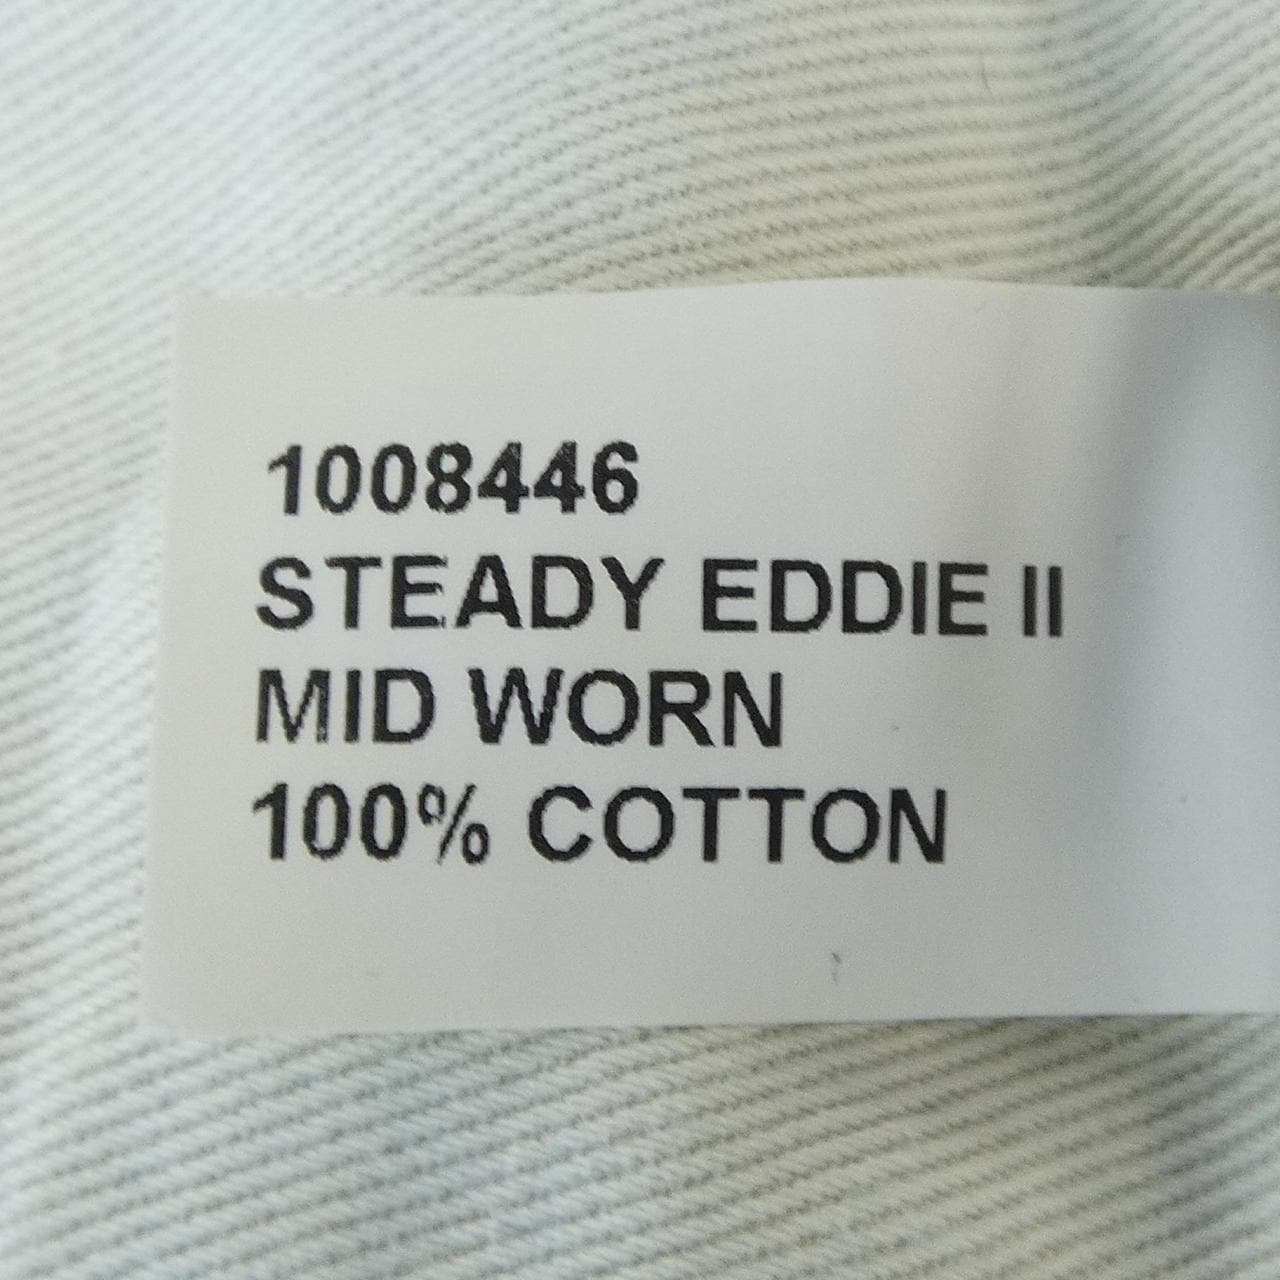 1008446
STEADY EDDIE II
MID WORN
100% COTTON